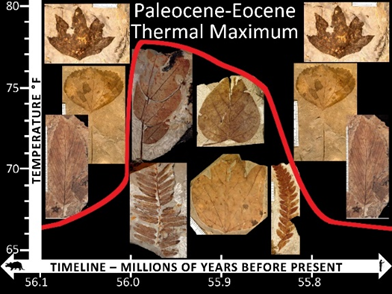 Paleocene-Eocene
Thermal Maximum
80
75
70
65
TEMPERATURE °F
TIMELINE – MILLIONS OF YEARS BEFORE PRESENT
56.1
56.0
55.9
55.8